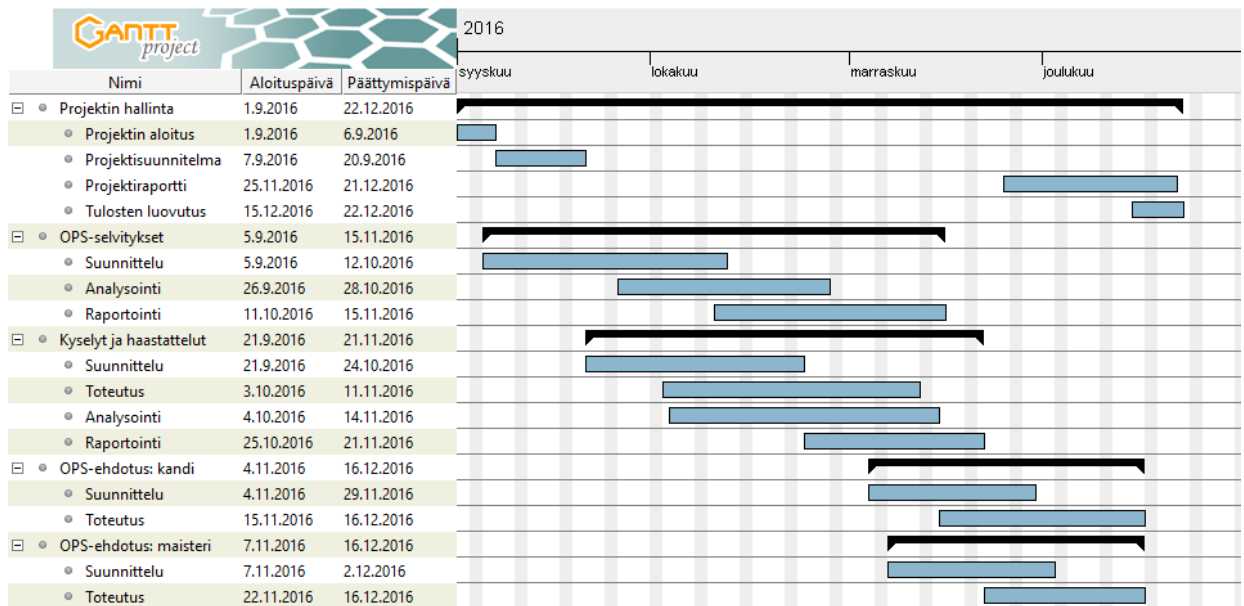 GANTT
project
2016
syyskuu lokakuu marraskuu joulukuu
Nimi Aloituspäivä Päättymispäivä
Projektin hallinta 1.9.2016 22.12.2016
Projektin aloitus 1.9.2016 6.9.2016
Projektisuunnitelma 7.9.2016 20.9.2016
Projektiraportti 25.11.2016 21.12.2016
Tulosten luovutus 15.12.2016 22.12.2016
OPS-selvitykset 5.9.2016 15.11.2016
Suunnittelu 5.9.2016 12.10.2016
Analysointi 26.9.2016 28.10.2016
Raportointi 11.10.2016 15.11.2016
Kyselyt ja haastattelut 21.9.2016 21.11.2016
Suunnittelu 21.9.2016 24.10.2016
Toteutus 3.10.2016 11.11.2016
Analysointi 4.10.2016 14.11.2016
Raportointi 25.10.2016 21.11.2016
OPS-ehdotus: kandi 4.11.2016 16.12.2016
Suunnittelu 4.11.2016 29.11.2016
Toteutus 15.11.2016 16.12.2016
OPS-ehdotus: maisteri 7.11.2016 16.12.2016
Suunnittelu 7.11.2016 2.12.2016
Toteutus 22.11.2016 16.12.2016